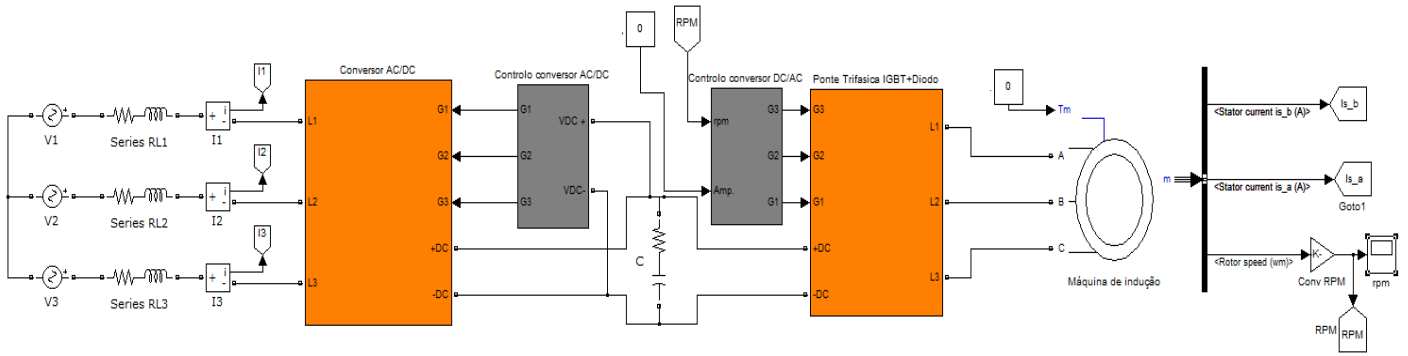 I1
V1
Series RL1
i
+
-
I1
I2
V2
Series RL2
i
+
-
I2
I3
V3
Series RL3
i
+
-
I3
Conversor AC/DC
L1
L2
L3
G1
G2
G3
+DC
-DC
Controlo conversor AC/DC
G1
G2
G3
VDC +
VDC-
C
0
RPM
Controlo conversor DC/AC
rpm
Amp.
G3
G2
G1
Ponte Trifasica IGBT+Diodo
G3
G2
G1
+DC
-DC
L1
L2
L3
0
Tm
A
B
C
m
Máquina de indução
<Stator current is_b (A)>
Is_b
<Stator current is_a (A)>
Is_a
Goto1
<Rotor speed (wm)>
K-
Conv RPM
rpm
RPM
RPM